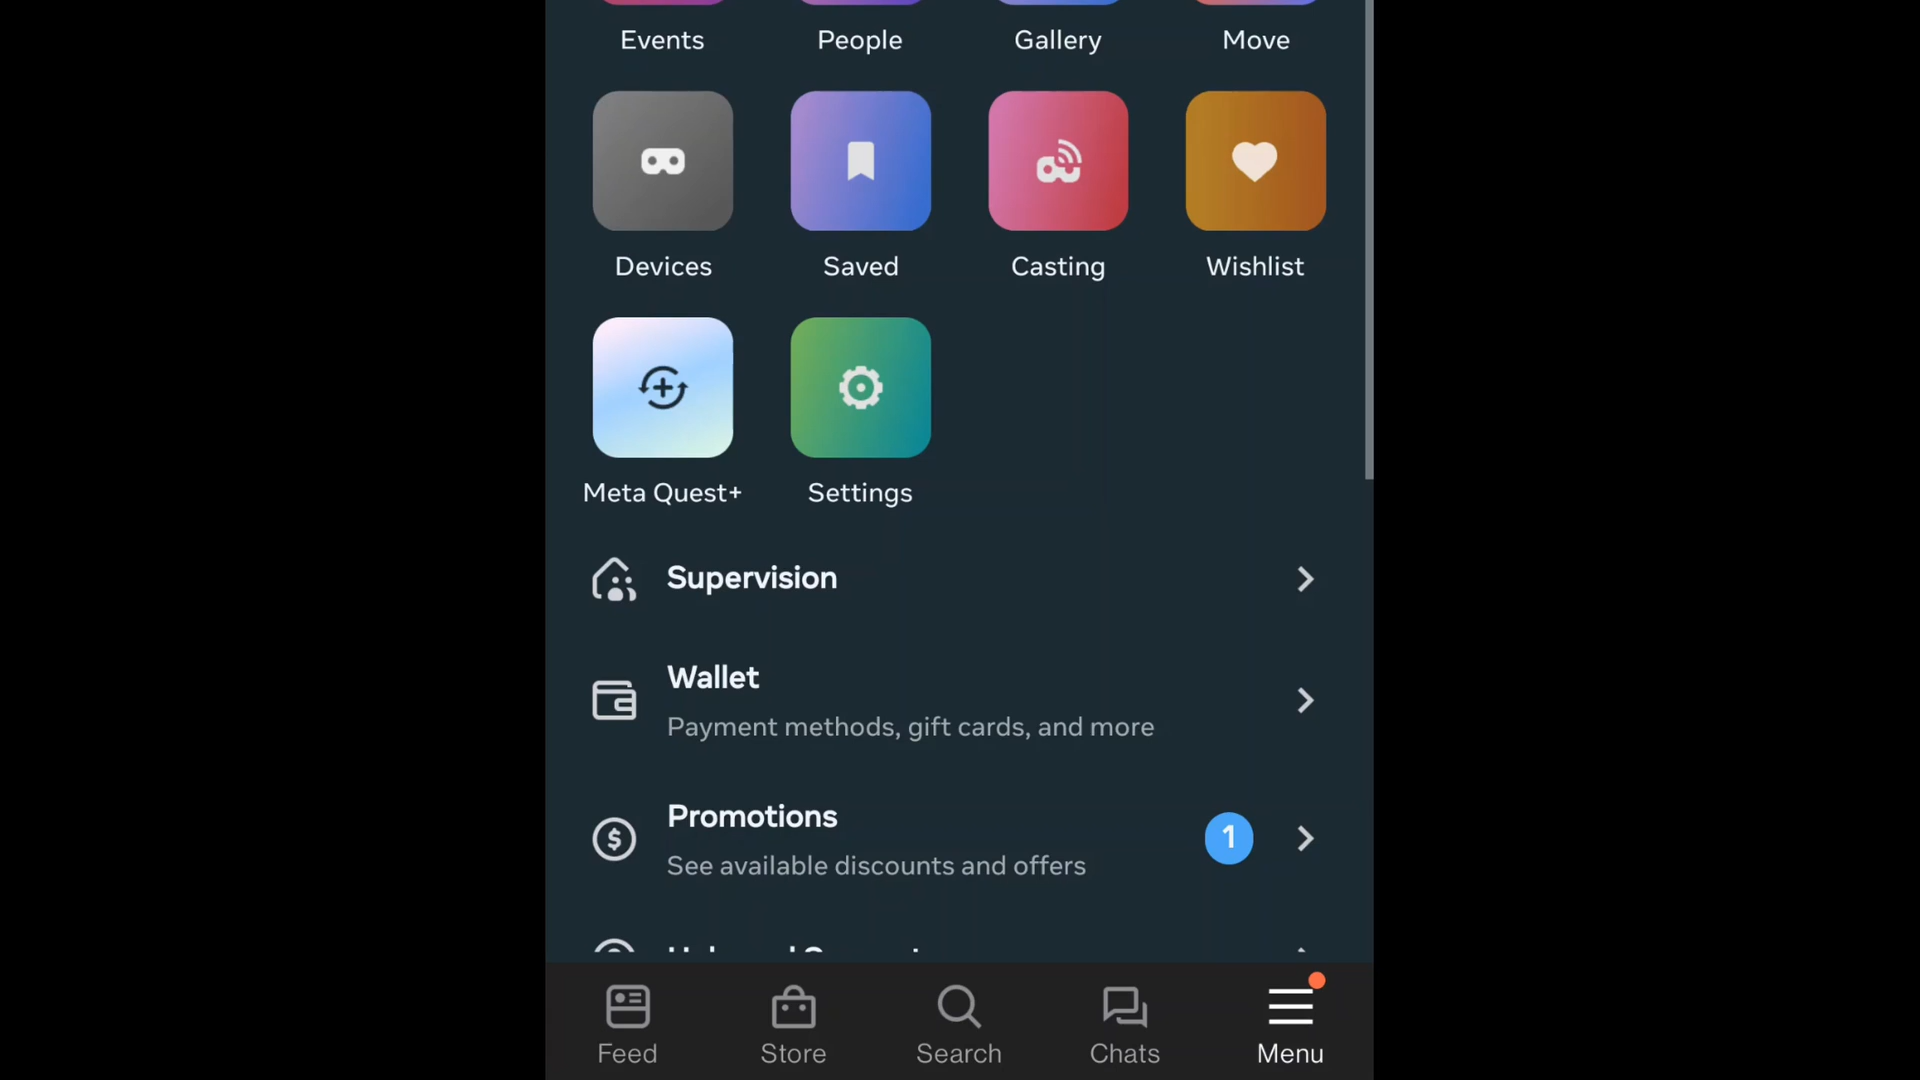 Events People Gallery Move
Devices Saved Casting Wishlist
Meta Quest+ Settings
Supervision
Wallet
Payment methods, gift cards, and more
Promotions
See available discounts and offers
1
Feed Store Search Chats Menu